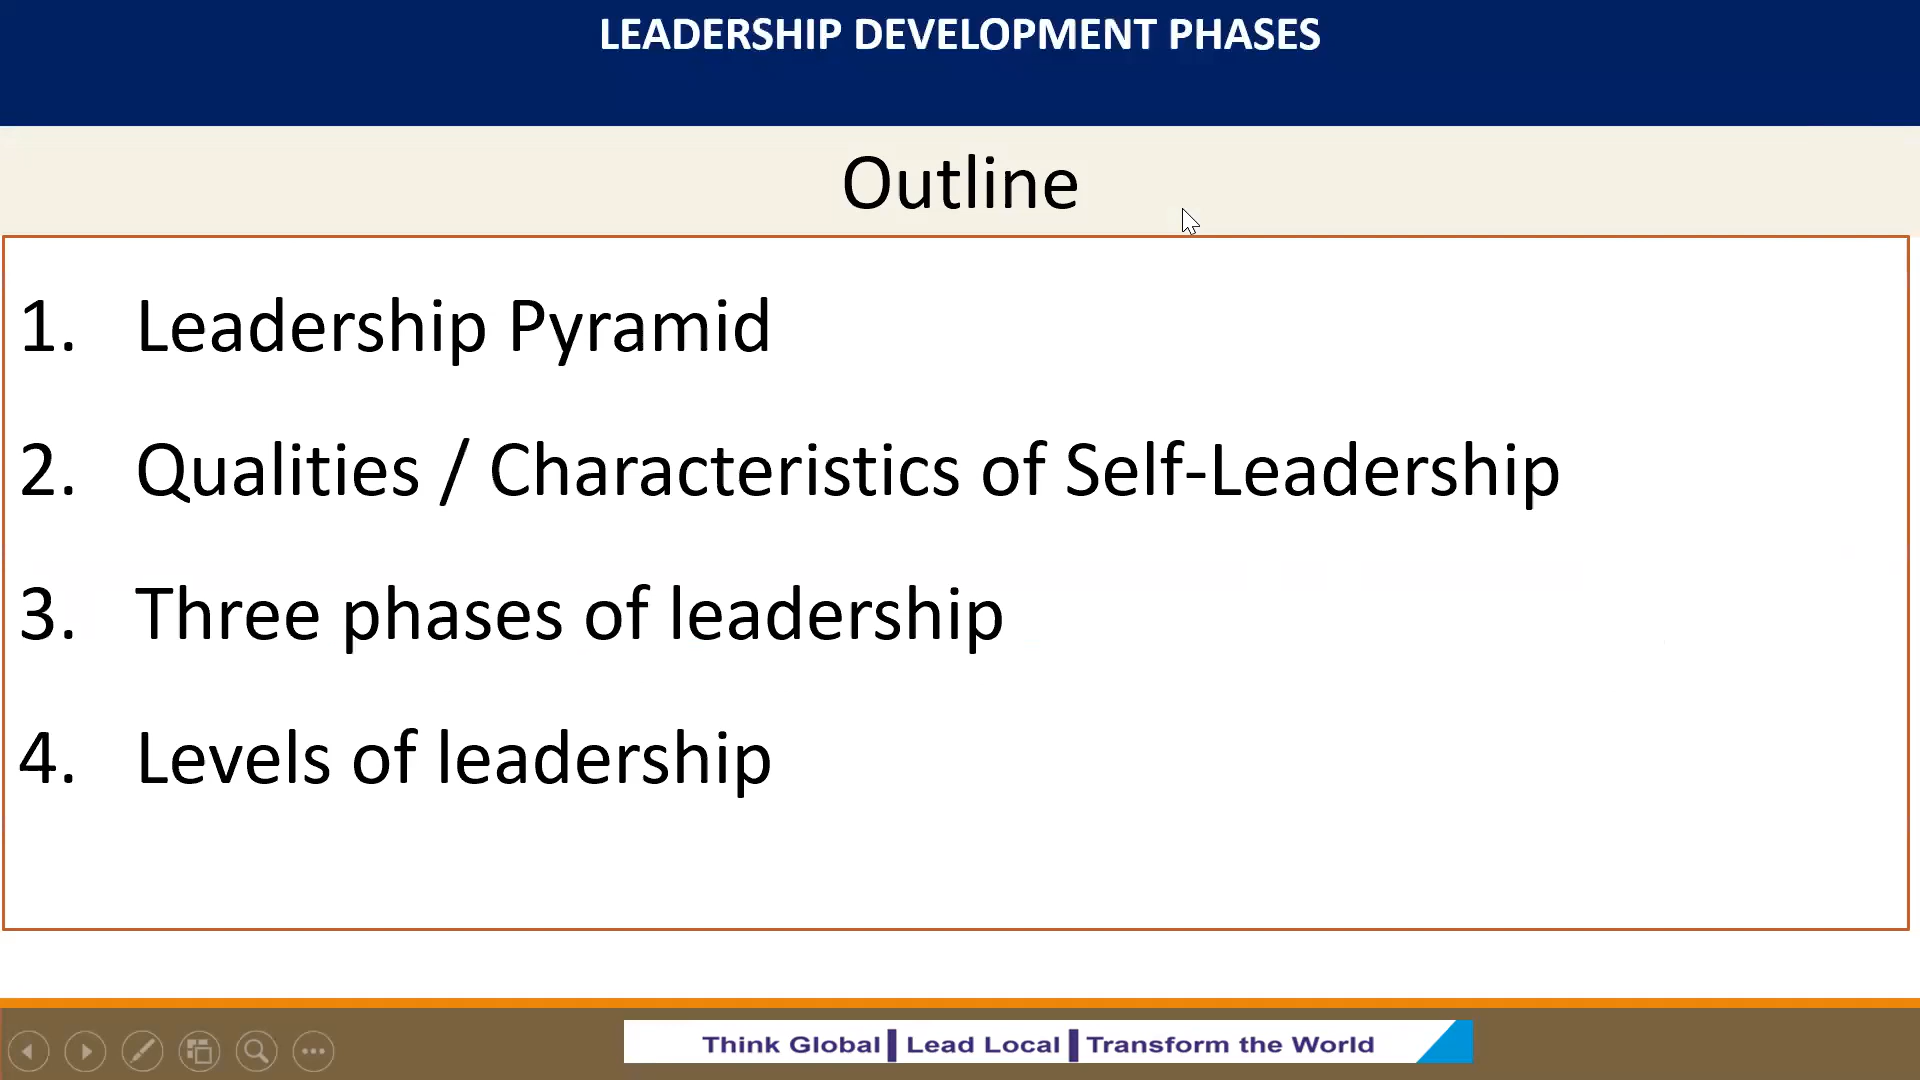 LEADERSHIP DEVELOPMENT PHASES
Outline
1. Leadership Pyramid
2. Qualities / Characteristics of Self-Leadership
3. Three phases of leadership
4. Levels of leadership
Think Global Lead Local Transform the World